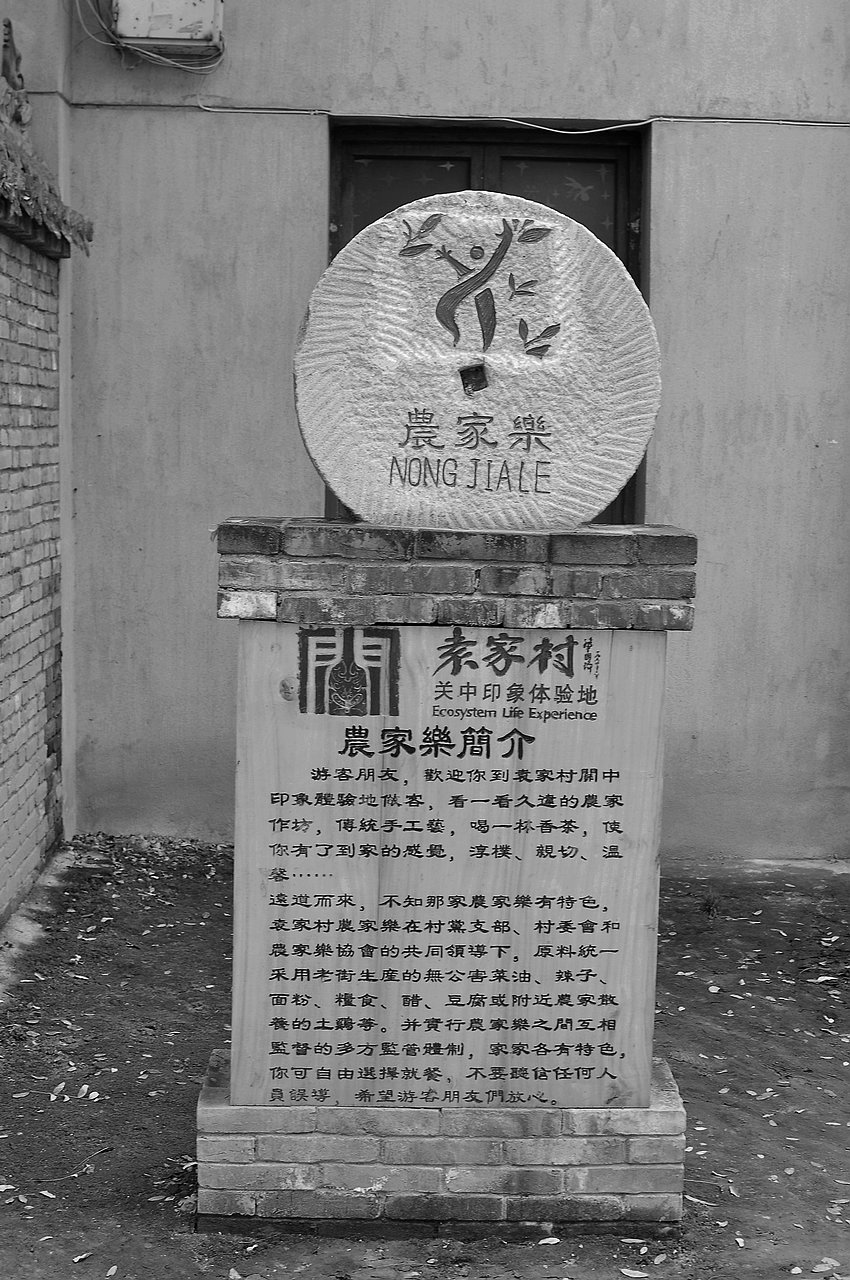 農家樂
NONG JIALE
袁家村
关中印象体验地
Ecosystem Life Experience
農家樂簡介
游客朋友，歡迎你到袁家村關中
印象體驗地做客，看一看久違的農家
作坊，傳統手工藝，喝一杯香茶，使
你有了到家的感覺，淳樸、親切、溫
馨……
遠道而來，不知那家農家樂有特色，
袁家村農家樂在村黨支部、村委會和
農家樂協會的共同領導下，原料統一
采用老街生産的無公害菜油、辣子、
面粉、糧食、醋、豆腐或附近農家散
養的土鷄等。并實行農家樂之間互相
監督的多方監管體制，家家各有特色，
你可自由選擇就餐，不要聽信任何人
員誤導，希望游客朋友們放心。